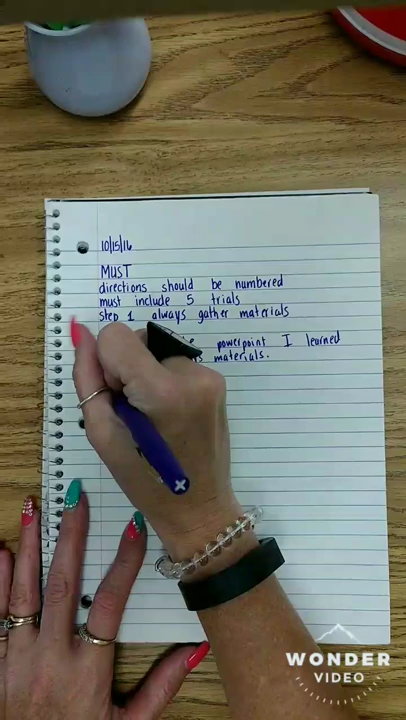 10/15/16
MUST
directions should be numbered
must include 5 trials
step 1 always gather materials
powerpoint I learned
materials.
WONDER
VIDEO